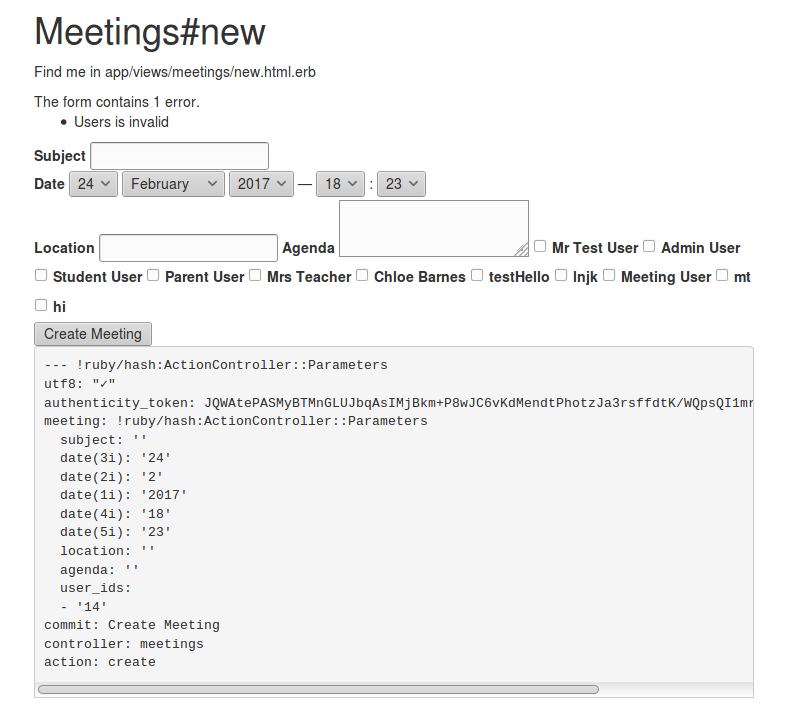 Meetings#new
Find me in app/views/meetings/new.html.erb
The form contains 1 error.
• Users is invalid
Subject
Date 24 February 2017 — 18 : 23
Location Agenda Mr Test User Admin User
Student User Parent User Mrs Teacher Chloe Barnes testHello lnjk Meeting User mt
hi
Create Meeting
--- !ruby/hash:ActionController::Parameters
utf8: "✓"
authenticity_token: JQWAtePASMyBTMnGLUJbqAsIMjBkm+P8wJC6vKdMendtPhotzJa3rsffdtK/WQpsQI1mr
meeting: !ruby/hash:ActionController::Parameters
  subject: ''
  date(3i): '24'
  date(2i): '2'
  date(1i): '2017'
  date(4i): '18'
  date(5i): '23'
  location: ''
  agenda: ''
  user_ids:
  - '14'
commit: Create Meeting
controller: meetings
action: create